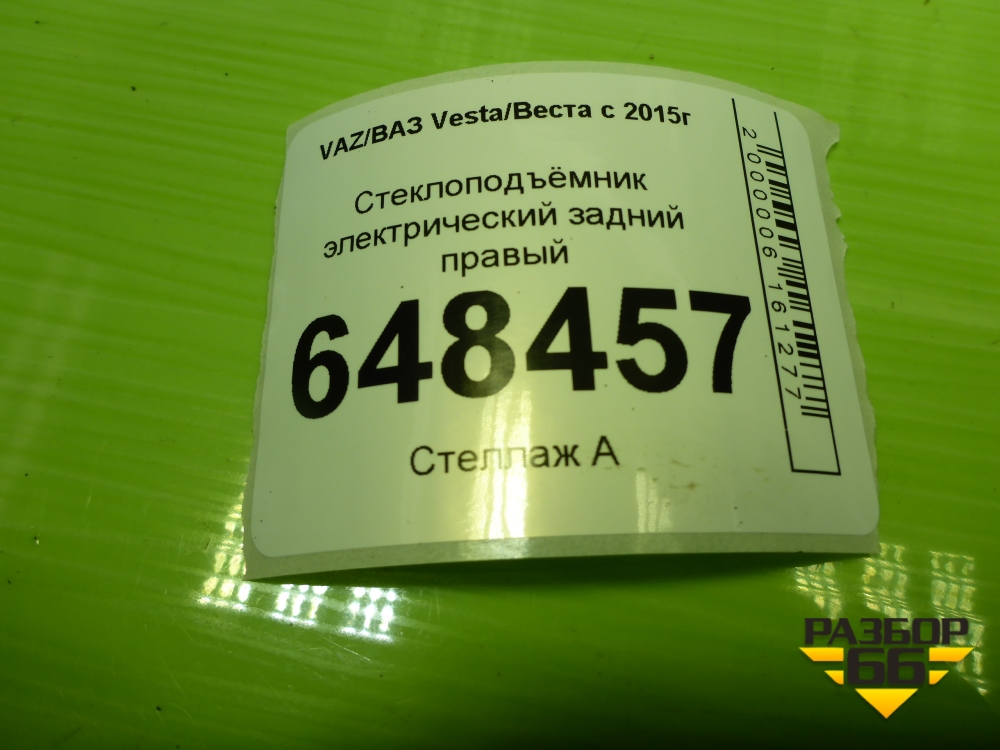 VAZ/ВАЗ Vesta/Веста с 2015г
Стеклоподъёмник
электрический задний
правый
648457
Стеллаж А
2000006161277
РАЗБОР
66